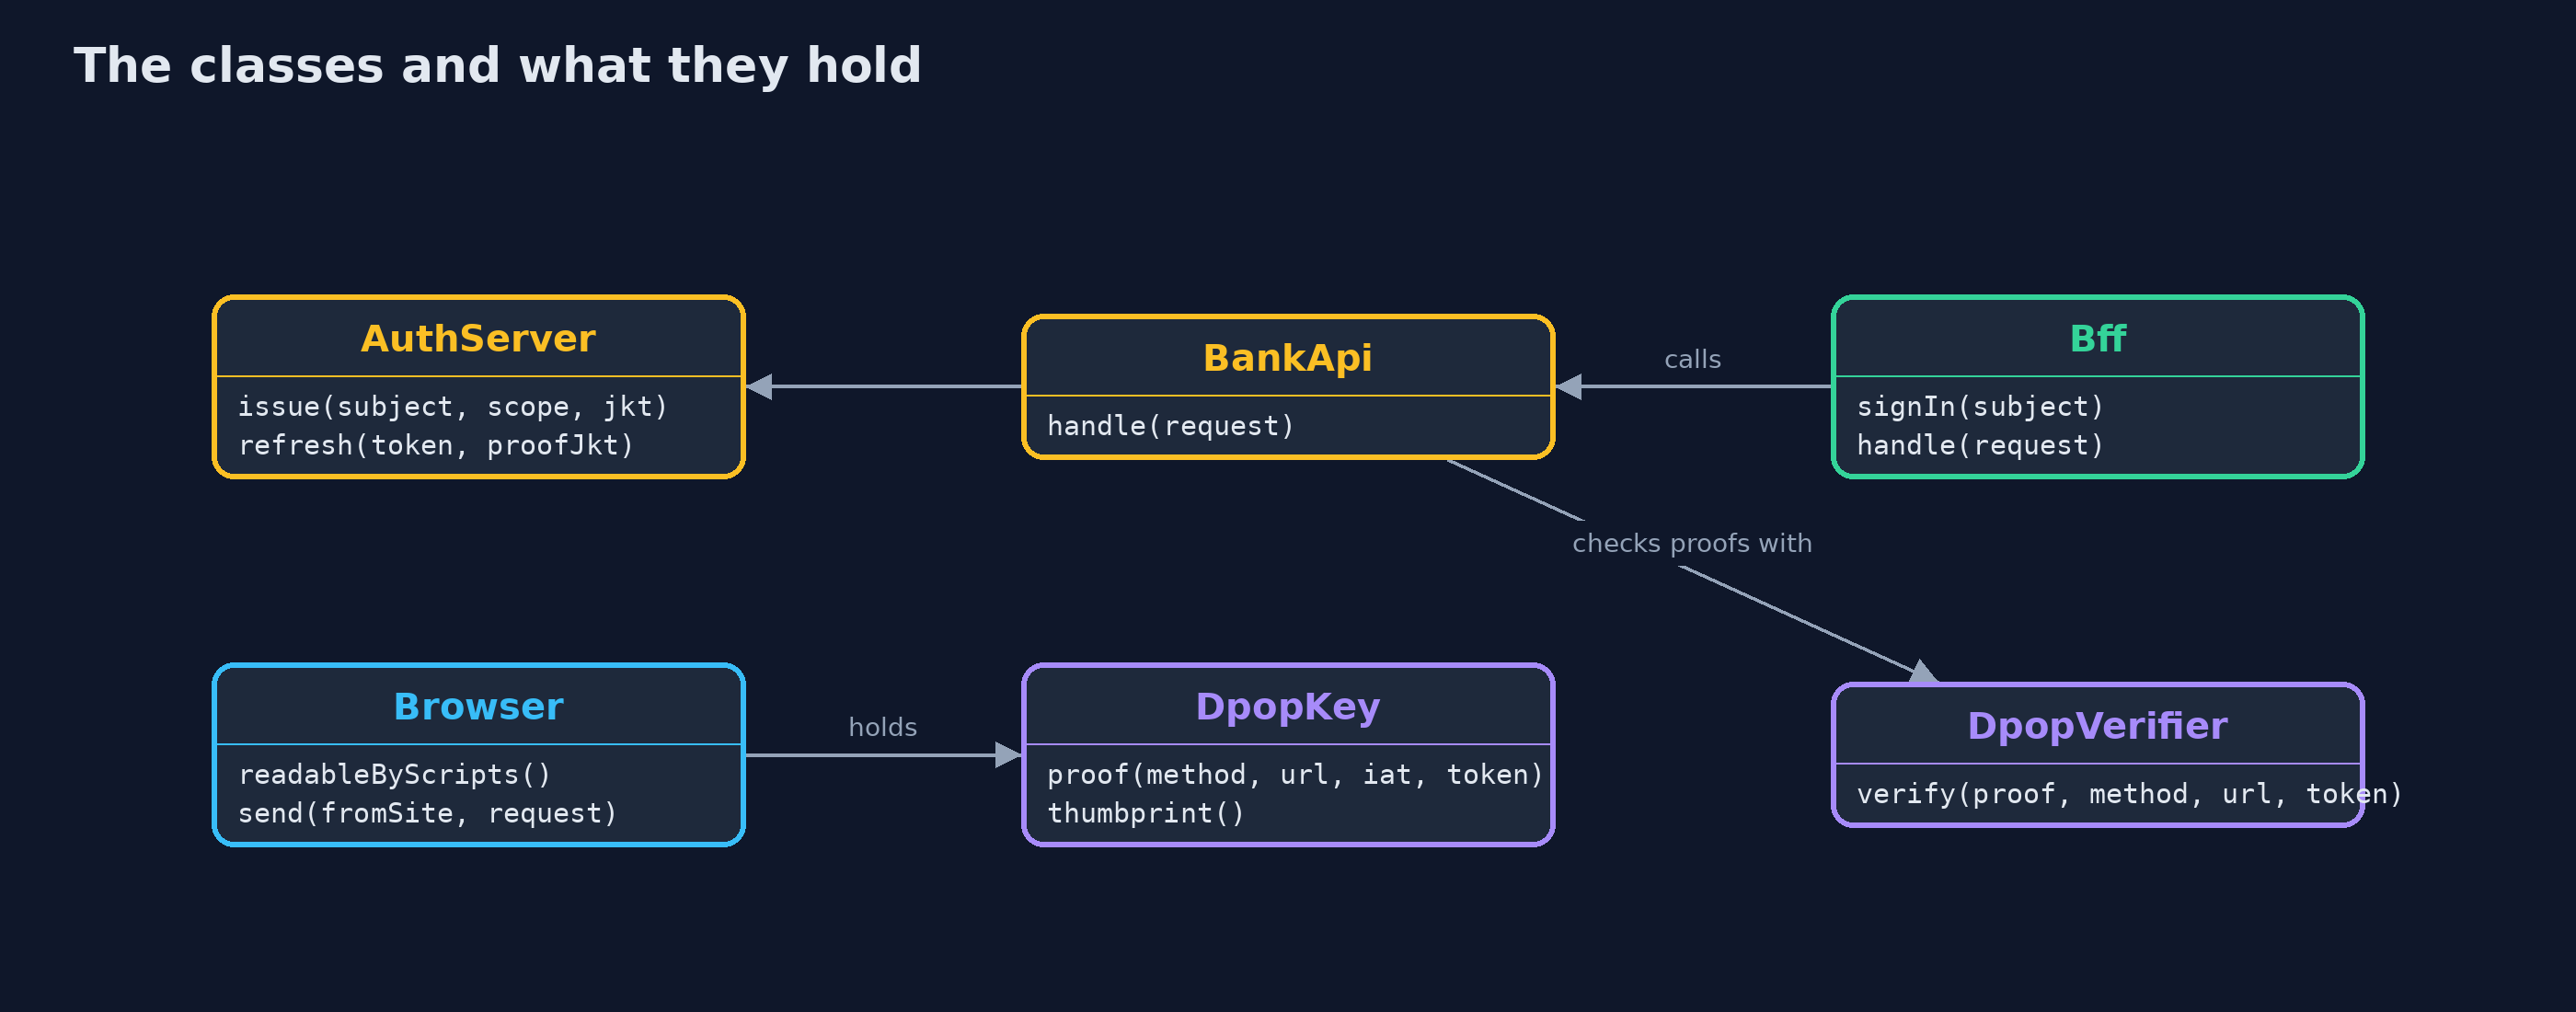 The classes and what they hold
AuthServer
issue(subject, scope, jkt)
refresh(token, proofJkt)
BankApi
handle(request)
calls
Bff
signIn(subject)
handle(request)
checks proofs with
Browser
readableByScripts()
send(fromSite, request)
holds
DpopKey
proof(method, url, iat, token)
thumbprint()
DpopVerifier
verify(proof, method, url, token)